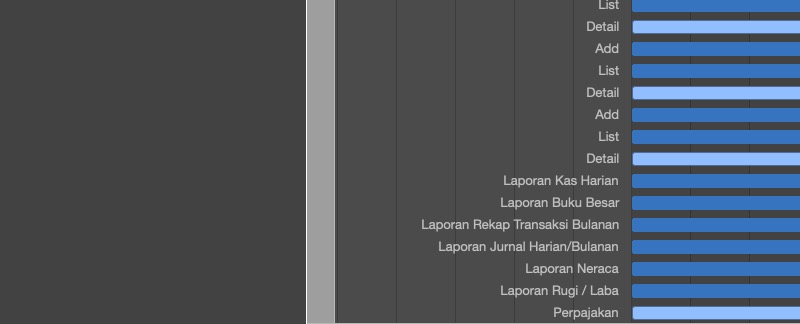 List
Detail
Add
List
Detail
Add
List
Detail
Laporan Kas Harian
Laporan Buku Besar
Laporan Rekap Transaksi Bulanan
Laporan Jurnal Harian/Bulanan
Laporan Neraca
Laporan Rugi / Laba
Perpajakan